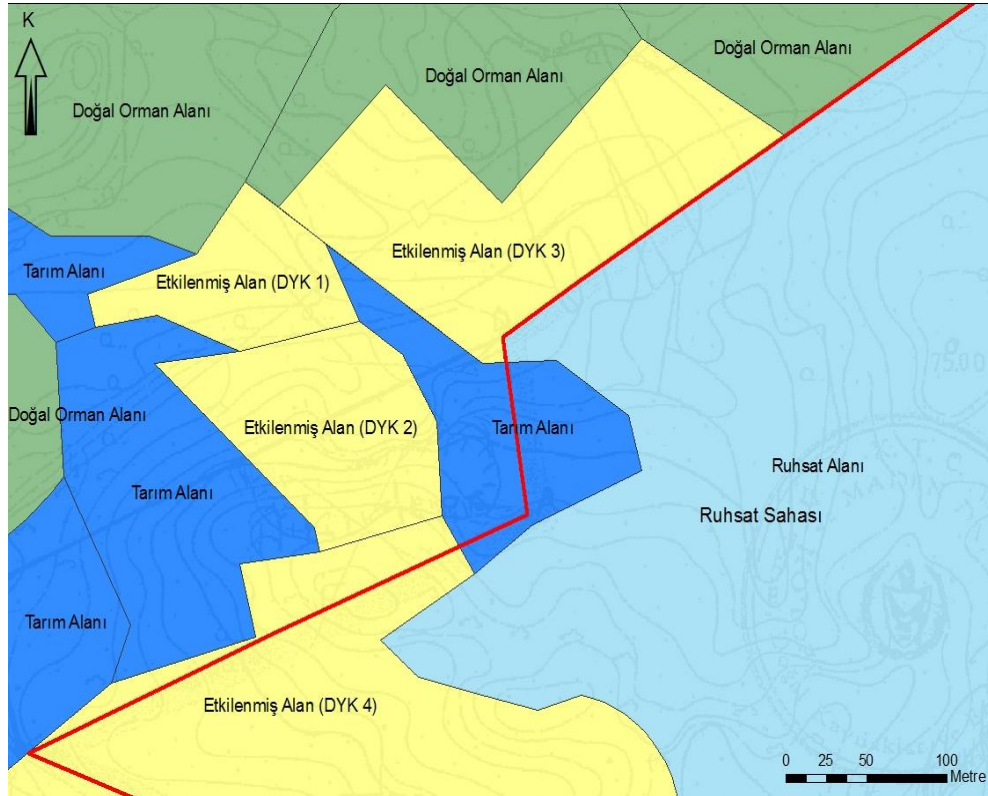 K
Doğal Orman Alanı
Doğal Orman Alanı
Doğal Orman Alanı
Etkilenmiş Alan (DYK 3)
Tarım Alanı
Etkilenmiş Alan (DYK 1)
Doğal Orman Alanı
Etkilenmiş Alan (DYK 2)
Tarım Alanı
Ruhsat Alanı
Tarım Alanı
Ruhsat Sahası
Tarım Alanı
Etkilenmiş Alan (DYK 4)
0 25 50 100
Metre